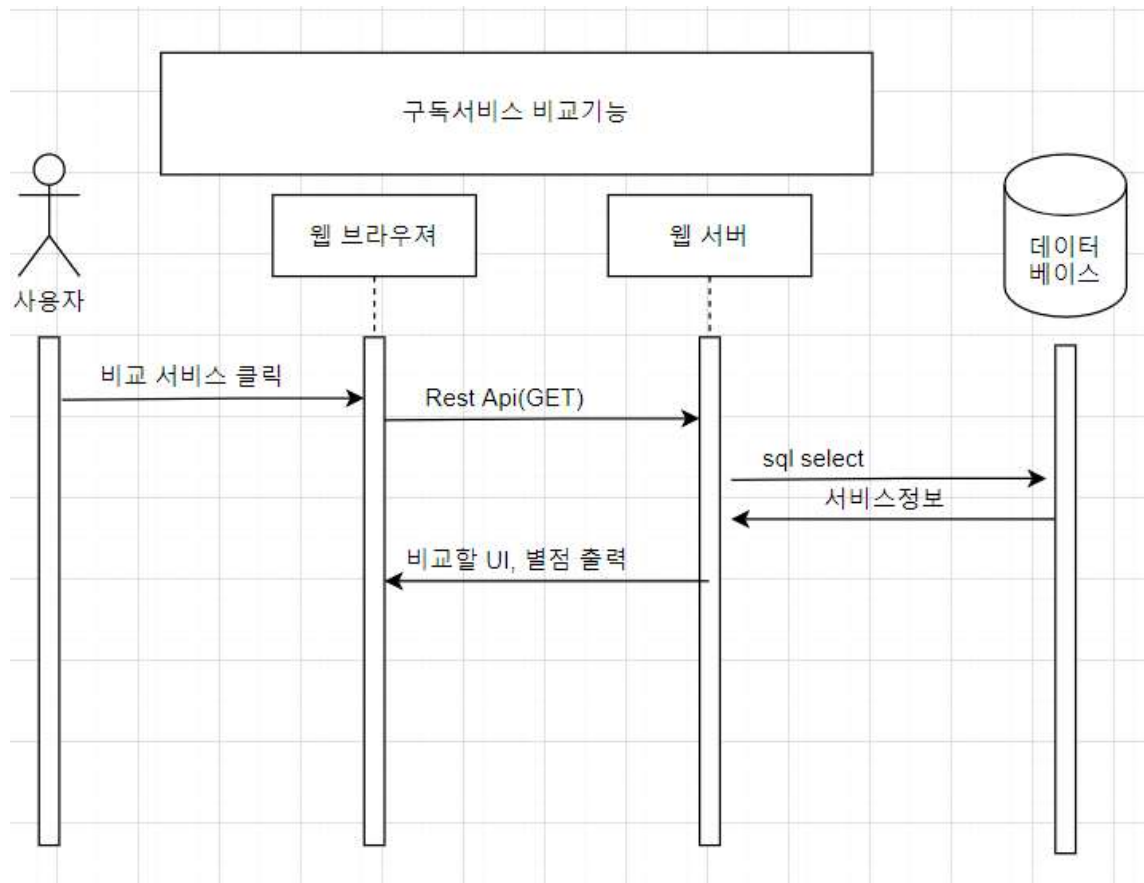 구독서비스 비교기능
웹 브라우져
웹 서버
데이터
베이스
사용자
비교 서비스 클릭
Rest Api(GET)
sql select
서비스정보
비교할 UI, 별점 출력